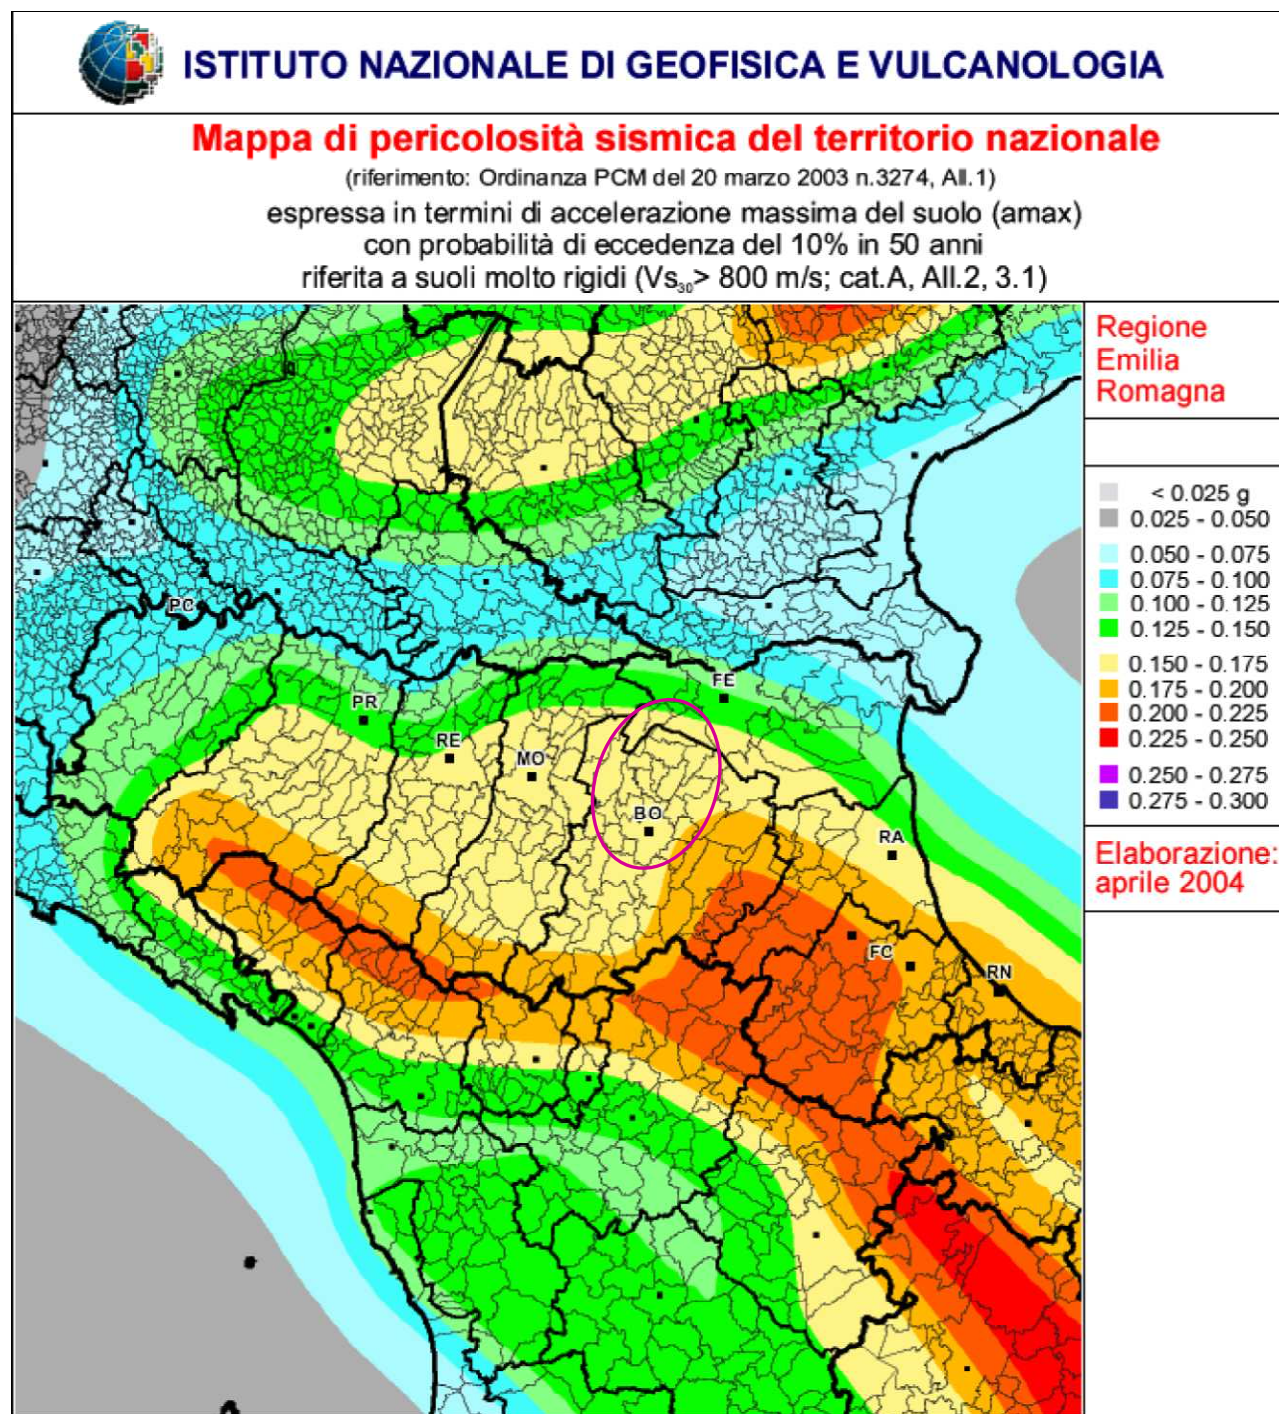 ISTITUTO NAZIONALE DI GEOFISICA E VULCANOLOGIA
Mappa di pericolosità sismica del territorio nazionale
(riferimento: Ordinanza PCM del 20 marzo 2003 n.3274, All.1)
espressa in termini di accelerazione massima del suolo (amax)
con probabilità di eccedenza del 10% in 50 anni
riferita a suoli molto rigidi (Vs₃₀> 800 m/s; cat.A, All.2, 3.1)
Regione
Emilia
Romagna
< 0.025 g
0.025 - 0.050
0.050 - 0.075
0.075 - 0.100
0.100 - 0.125
0.125 - 0.150
0.150 - 0.175
0.175 - 0.200
0.200 - 0.225
0.225 - 0.250
0.250 - 0.275
0.275 - 0.300
Elaborazione:
aprile 2004
PC
PR
RE
MO
FE
BO
RA
FC
RN